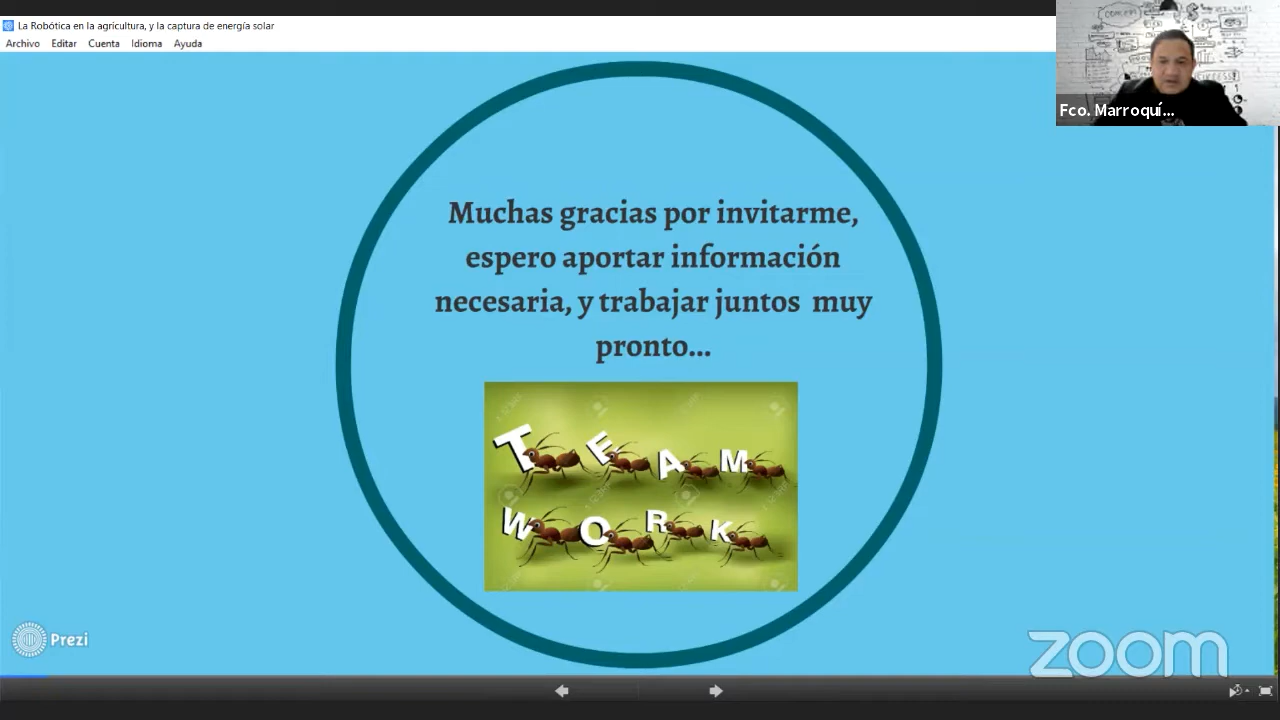 La Robótica en la agricultura, y la captura de energía solar
Archivo Editar Cuenta Idioma Ayuda
Fco. Marroquí...
Muchas gracias por invitarme,
espero aportar información
necesaria, y trabajar juntos muy
pronto...
TEAM
WORK
Prezi
zoom